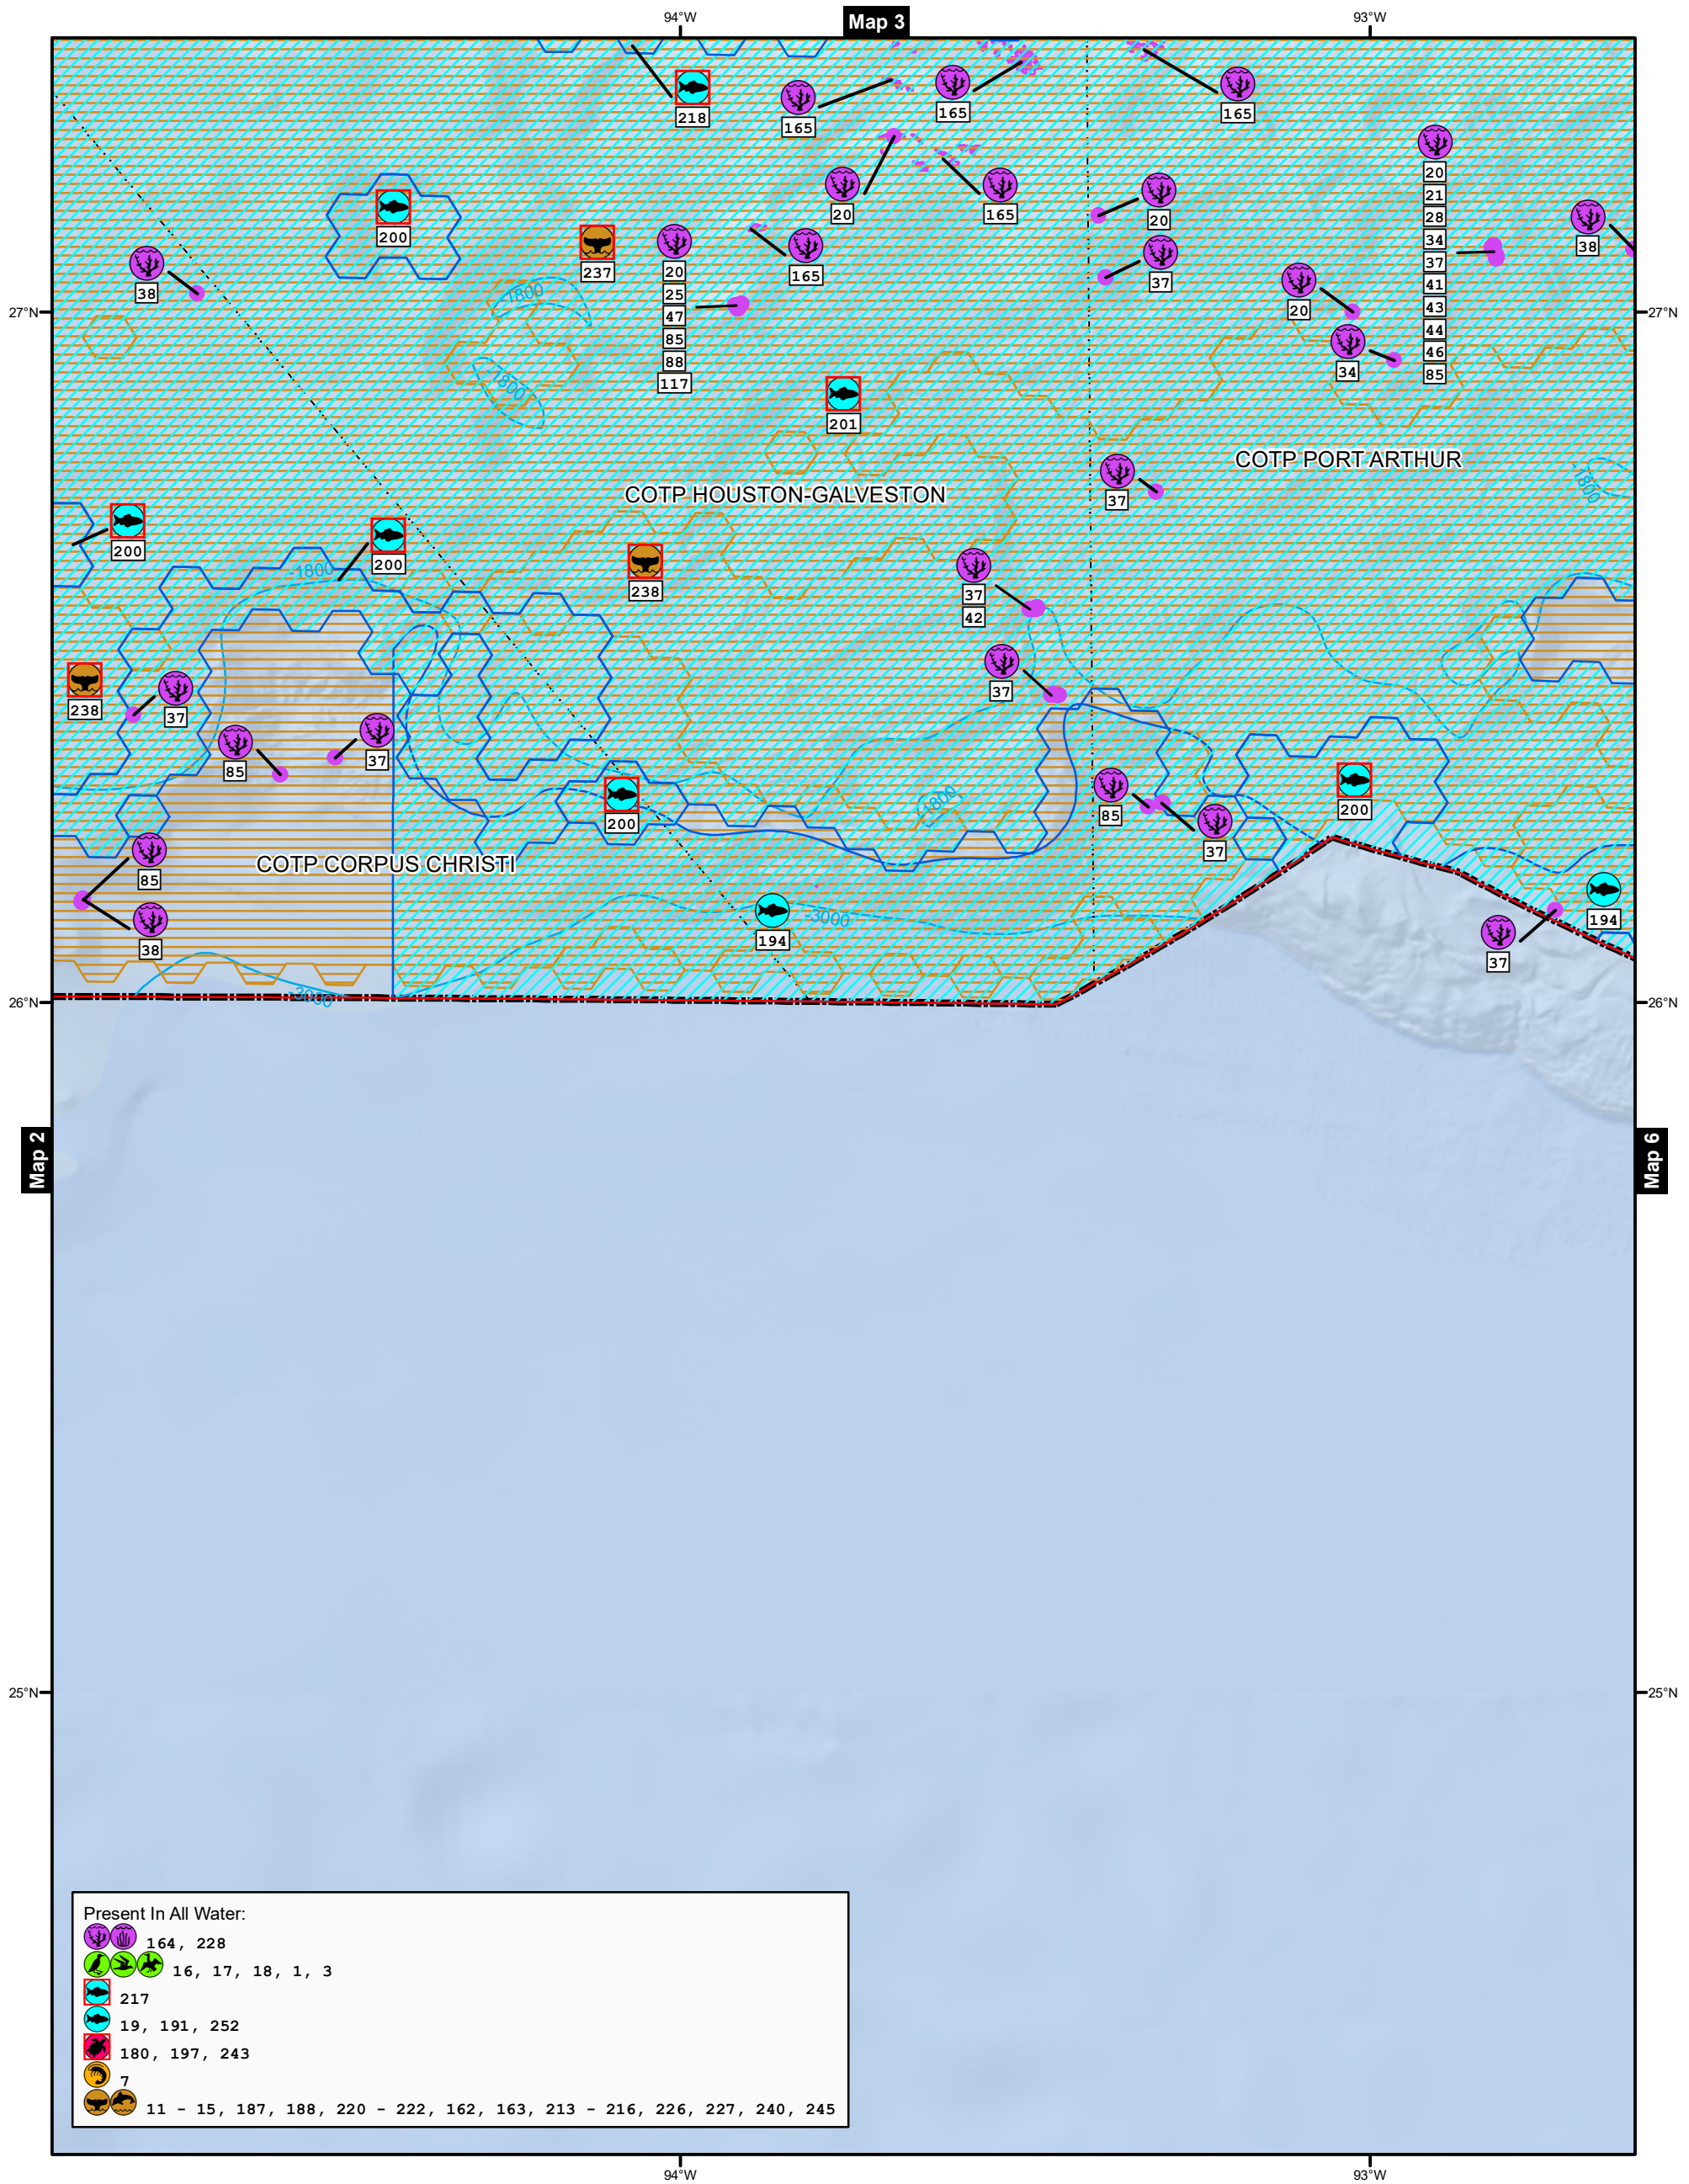 94°W
Map 3
93°W
218
165
165
165
20
21
28
34
37
41
43
44
46
85
20
165
20
38
200
237
20
25
47
85
88
117
165
37
38
20
27°N
27°N
-1800
34
-1800
201
COTP PORT ARTHUR
37
-1800
COTP HOUSTON-GALVESTON
200
200
-1800
238
37
42
37
238
37
85
37
200
-1800
85
200
37
COTP CORPUS CHRISTI
85
38
194
-3000
194
37
-3000
26°N
26°N
Map 2
Map 6
25°N
25°N
Present In All Water:
164, 228
16, 17, 18, 1, 3
217
19, 191, 252
180, 197, 243
7
11 - 15, 187, 188, 220 - 222, 162, 163, 213 - 216, 226, 227, 240, 245
94°W
93°W